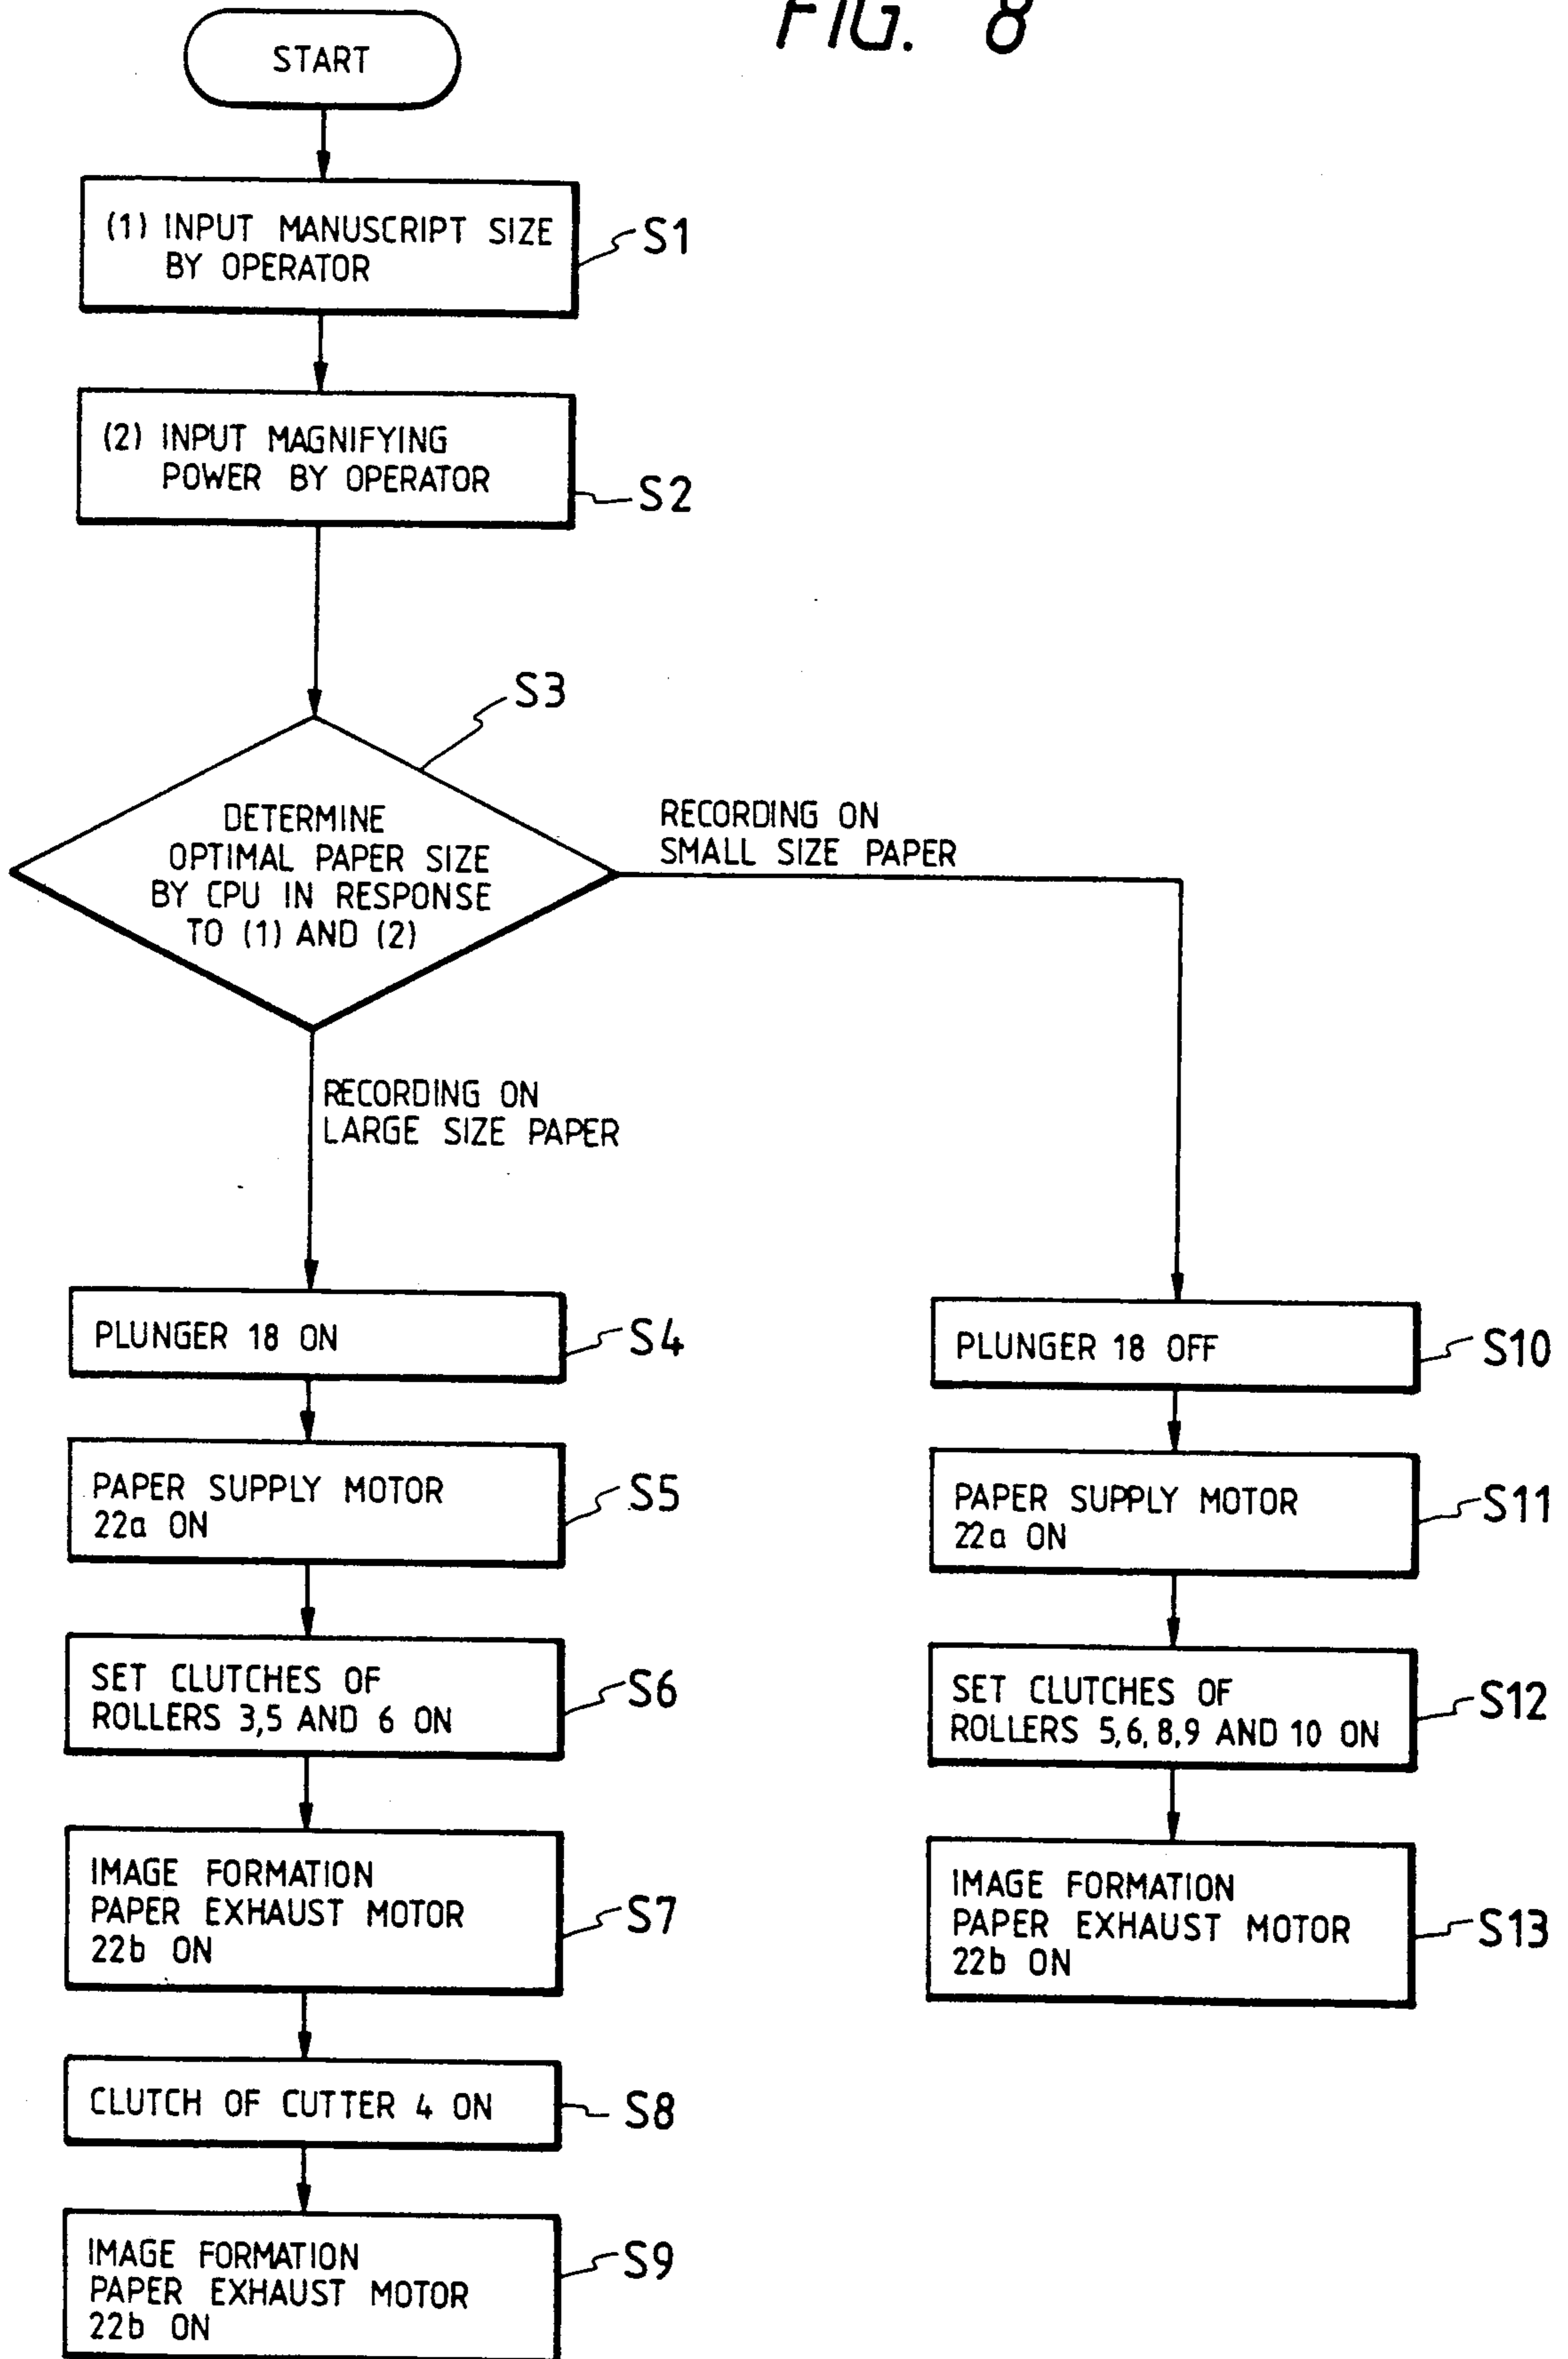 FIG. 8
START
(1) INPUT MANUSCRIPT SIZE
BY OPERATOR
S1
(2) INPUT MAGNIFYING
POWER BY OPERATOR
S2
S3
DETERMINE
OPTIMAL PAPER SIZE
BY CPU IN RESPONSE
TO (1) AND (2)
RECORDING ON
SMALL SIZE PAPER
RECORDING ON
LARGE SIZE PAPER
PLUNGER 18 ON
S4
PAPER SUPPLY MOTOR
22a ON
S5
SET CLUTCHES OF
ROLLERS 3,5 AND 6 ON
S6
IMAGE FORMATION
PAPER EXHAUST MOTOR
22b ON
S7
CLUTCH OF CUTTER 4 ON
S8
IMAGE FORMATION
PAPER EXHAUST MOTOR
22b ON
S9
PLUNGER 18 OFF
S10
PAPER SUPPLY MOTOR
22a ON
S11
SET CLUTCHES OF
ROLLERS 5,6,8,9 AND 10 ON
S12
IMAGE FORMATION
PAPER EXHAUST MOTOR
22b ON
S13